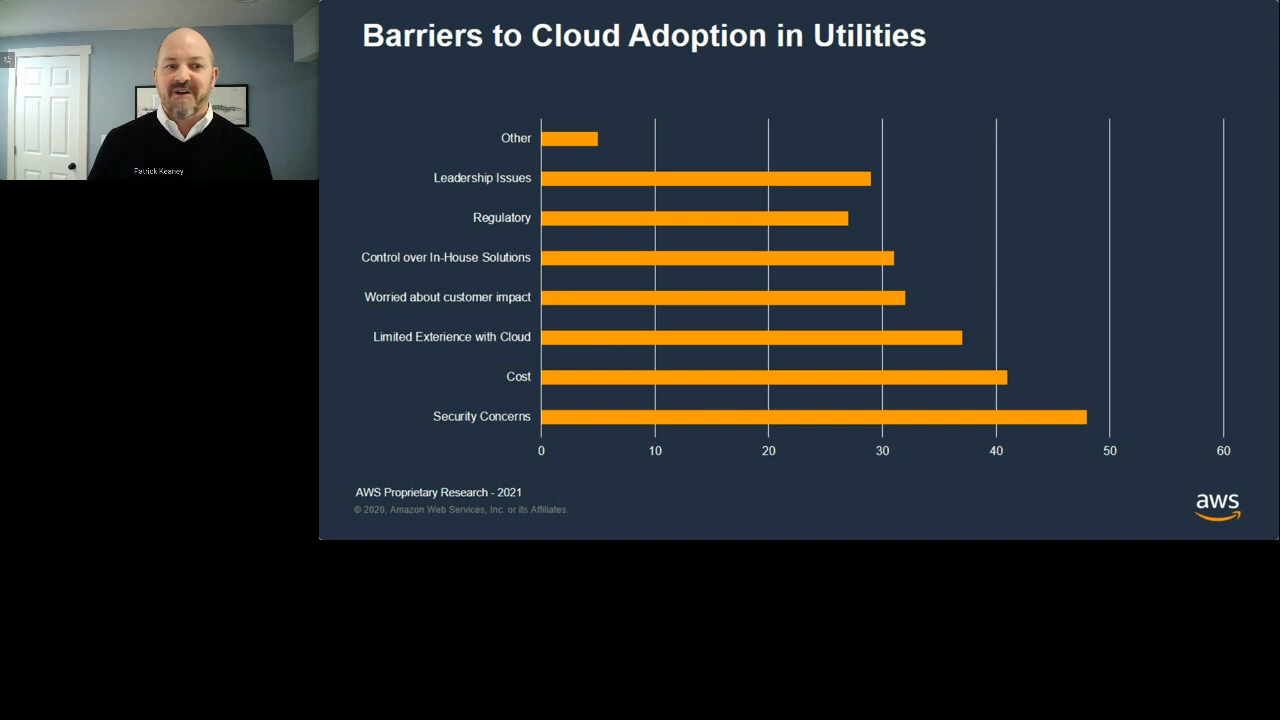 Patrick Keaney
Barriers to Cloud Adoption in Utilities
Other
Leadership Issues
Regulatory
Control over In-House Solutions
Worried about customer impact
Limited Exterience with Cloud
Cost
Security Concerns
0 10 20 30 40 50 60
AWS Proprietary Research - 2021
© 2020, Amazon Web Services, Inc. or its Affiliates.
aws